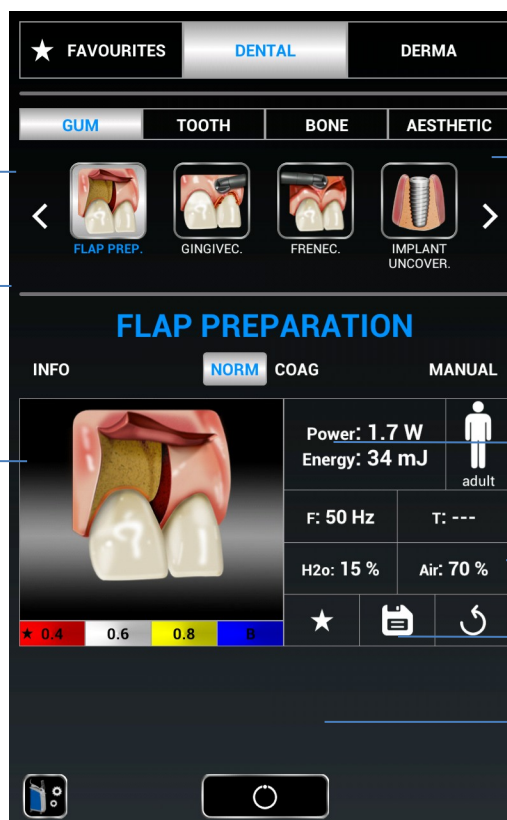 ★ FAVOURITES DENTAL DERMA
GUM TOOTH BONE AESTHETIC
FLAP PREP. GINGIVEC. FRENEC. IMPLANT
UNCOVER.
FLAP PREPARATION
INFO NORM COAG MANUAL
Power: 1.7 W
Energy: 34 mJ
adult
F: 50 Hz T: ---
H2o: 15 % Air: 70 %
★ 0.4 0.6 0.8 B